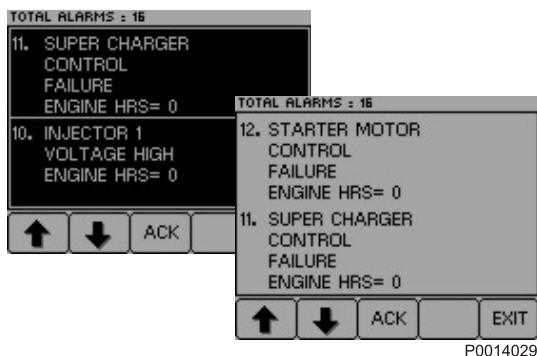 TOTAL ALARMS : 16
11. SUPER CHARGER
CONTROL
FAILURE
ENGINE HRS= 0
10. INJECTOR 1
VOLTAGE HIGH
ENGINE HRS= 0
ACK
TOTAL ALARMS : 16
12. STARTER MOTOR
CONTROL
FAILURE
ENGINE HRS= 0
11. SUPER CHARGER
CONTROL
FAILURE
ENGINE HRS= 0
ACK
EXIT
P0014029